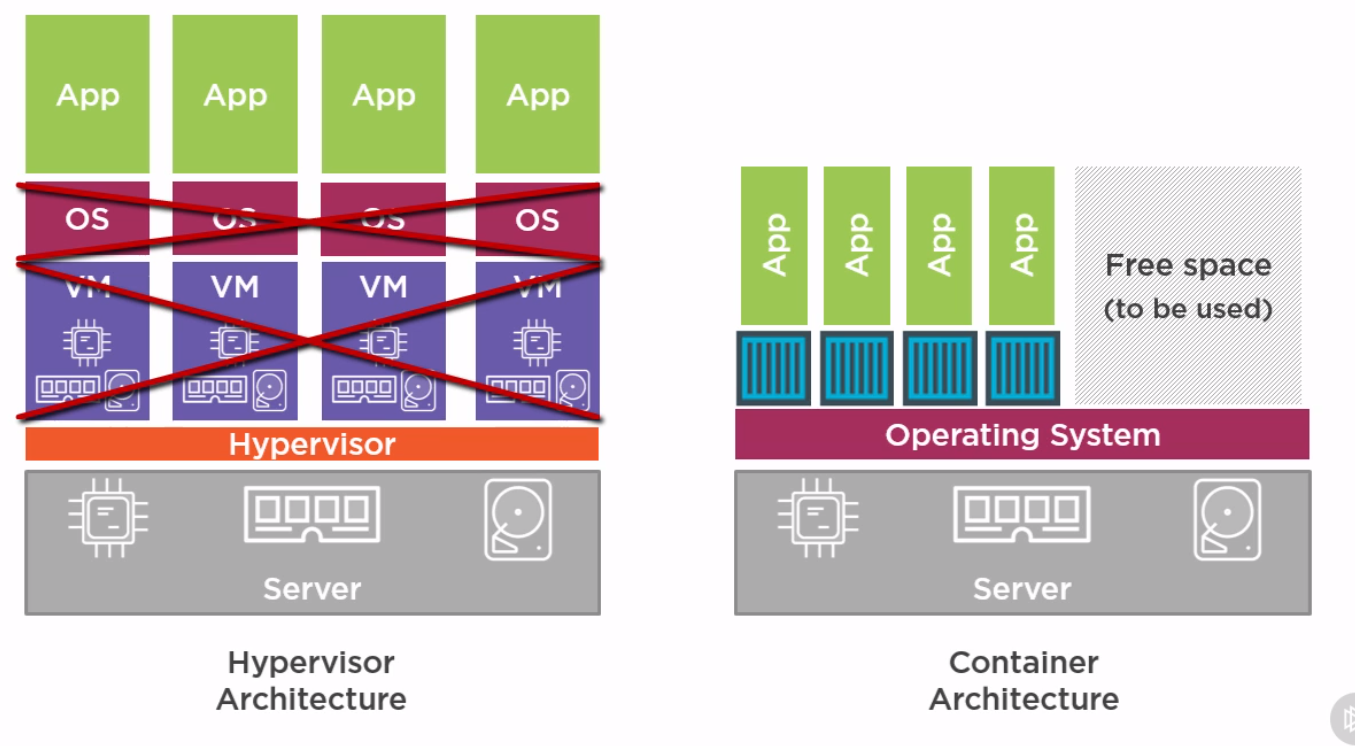 App App App App
OS OS OS OS
VM VM VM VM
Hypervisor
Server
Hypervisor
Architecture
App App App App
Free space
(to be used)
Operating System
Server
Container
Architecture